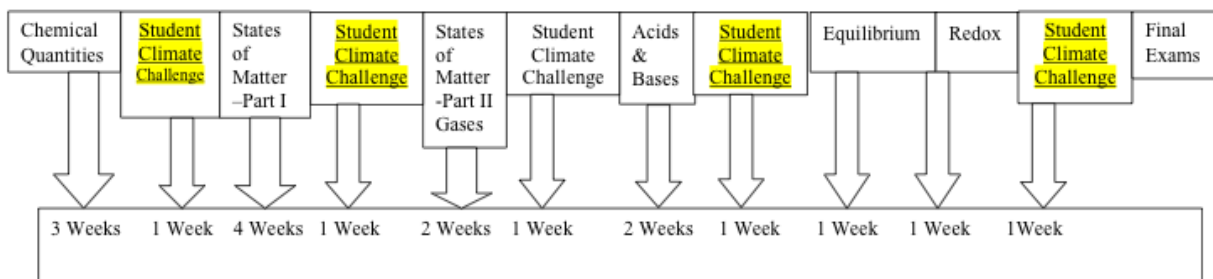 Chemical
Quantities
Student
Climate
Challenge
States
of
Matter
–Part I
Student
Climate
Challenge
States
of
Matter
-Part II
Gases
Student
Climate
Challenge
Acids
&
Bases
Student
Climate
Challenge
Equilibrium
Redox
Student
Climate
Challenge
Final
Exams
3 Weeks
1 Week
4 Weeks
1 Week
2 Weeks
1 Week
2 Weeks
1 Week
1 Week
1 Week
1Week